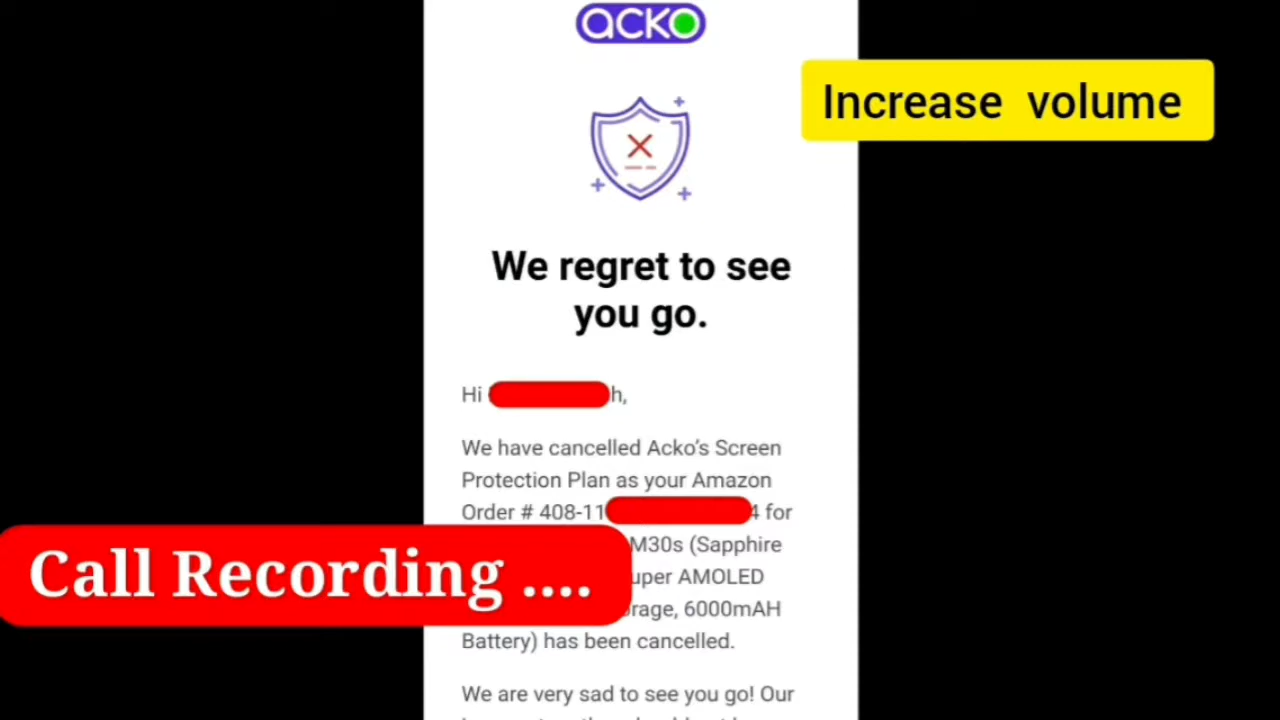 acko
Increase volume
We regret to see
you go.
Hi h,
We have cancelled Acko's Screen
Protection Plan as your Amazon
Order # 408-11 4 for
M30s (Sapphire
Call Recording ....
uper AMOLED
rage, 6000mAH
Battery) has been cancelled.
We are very sad to see you go! Our